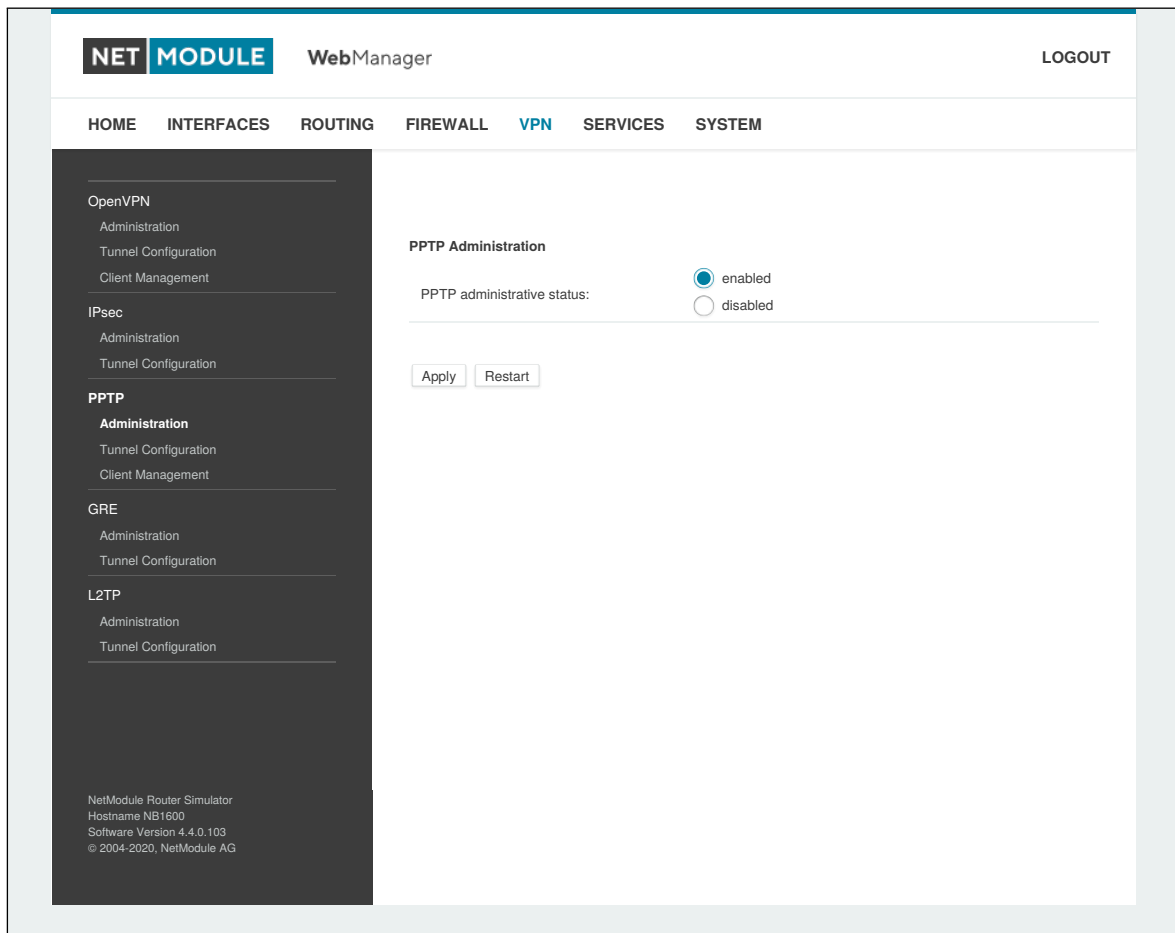 NET MODULE WebManager LOGOUT
HOME INTERFACES ROUTING FIREWALL VPN SERVICES SYSTEM
OpenVPN
Administration
Tunnel Configuration
Client Management
IPsec
Administration
Tunnel Configuration
PPTP
Administration
Tunnel Configuration
Client Management
GRE
Administration
Tunnel Configuration
L2TP
Administration
Tunnel Configuration
NetModule Router Simulator
Hostname NB1600
Software Version 4.4.0.103
© 2004-2020, NetModule AG
PPTP Administration
PPTP administrative status:
enabled
disabled
Apply Restart